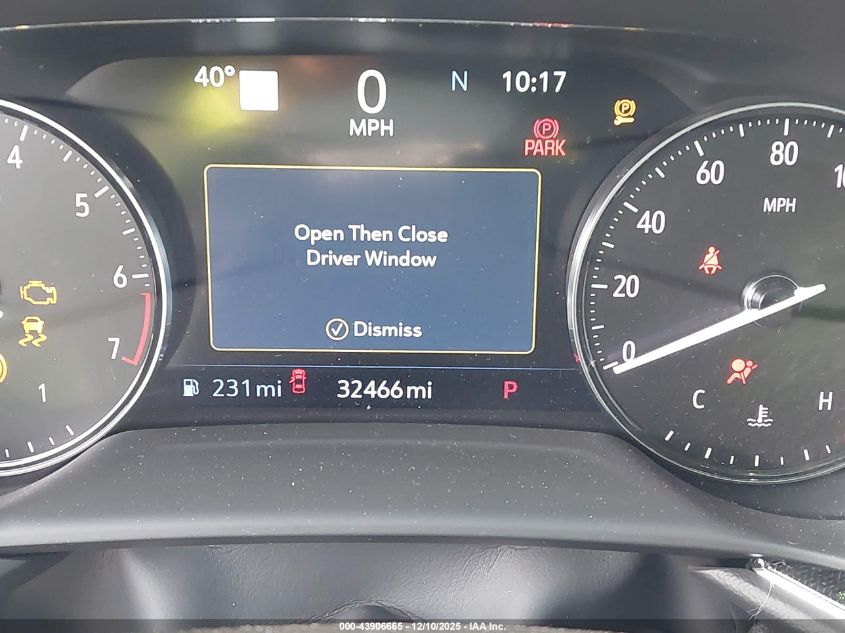 40° 0 N 10:17
MPH
PARK
Open Then Close
Driver Window
Dismiss
231 mi 32466 mi P
4
5
6
7
1
0
20
40
60
80
MPH
C H
000-43906665 - 12/10/2025 - IAA Inc.